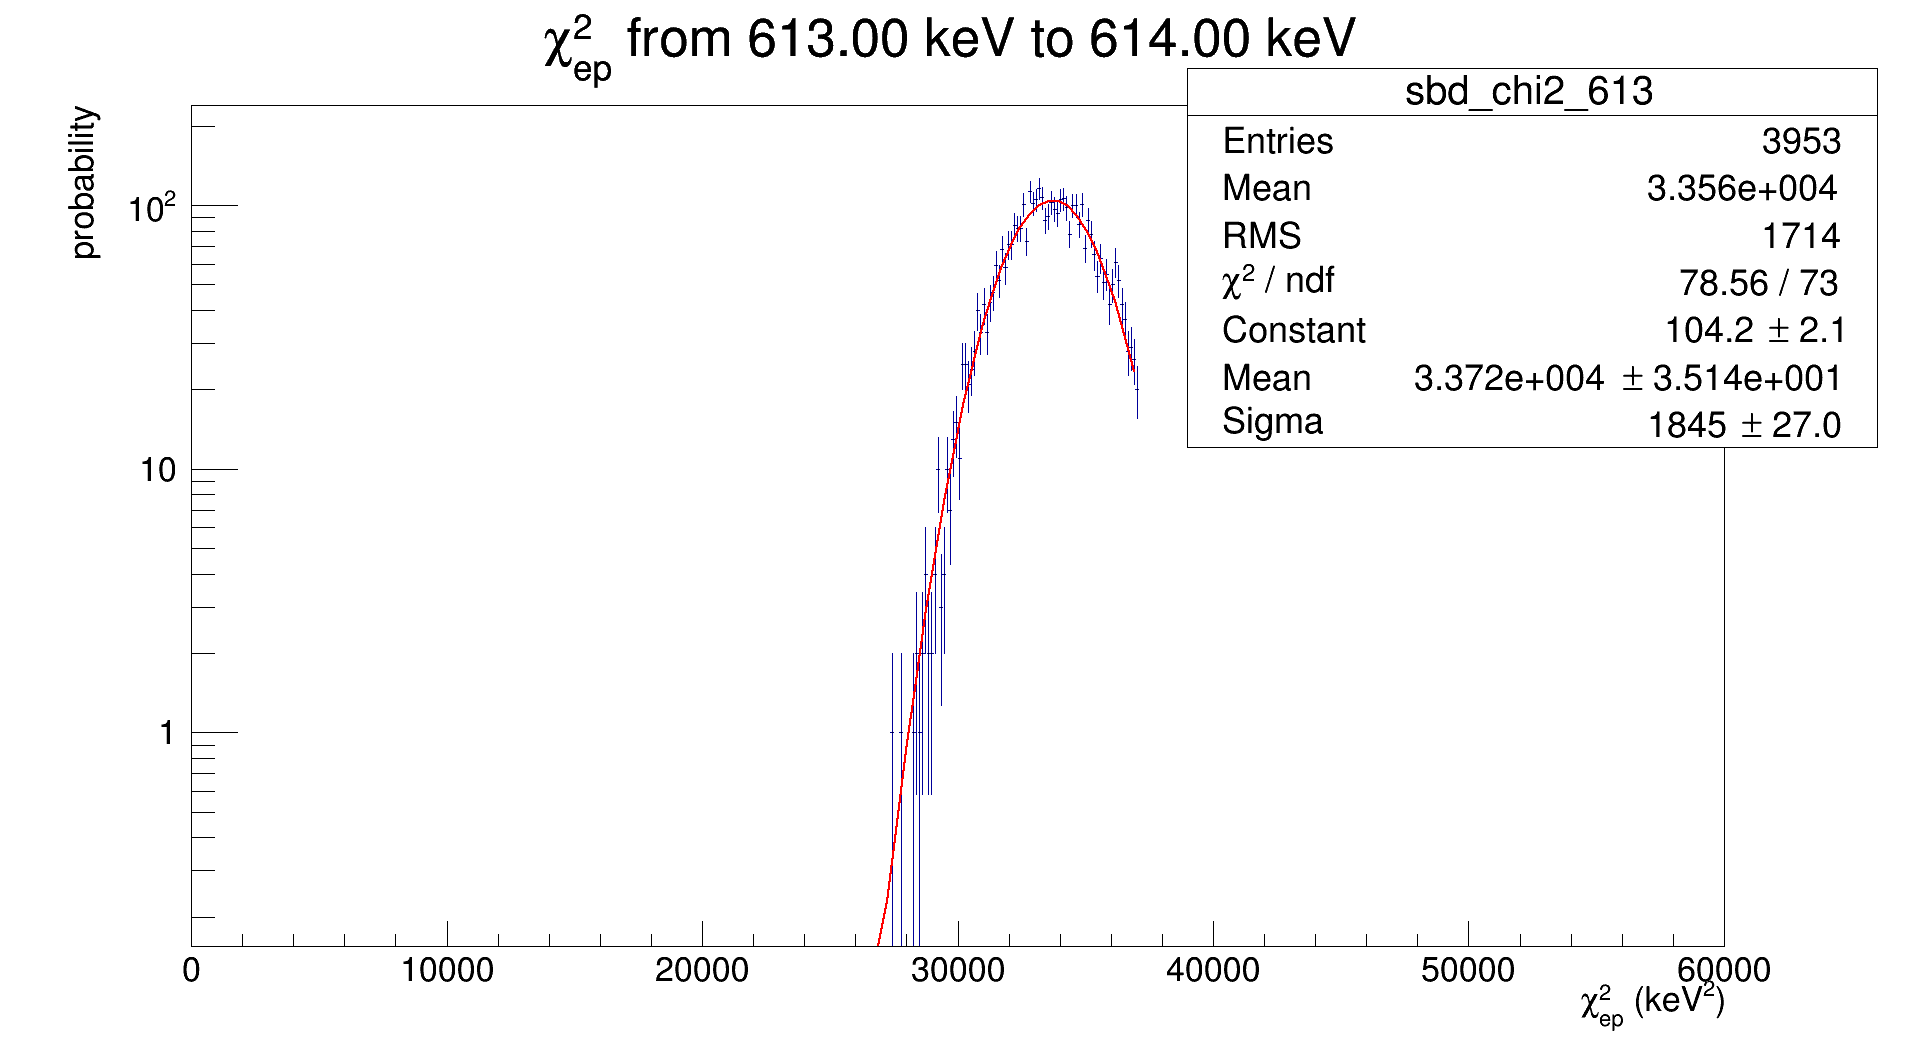 χ²ep from 613.00 keV to 614.00 keV
sbd_chi2_613
Entries 3953
Mean 3.356e+004
RMS 1714
χ² / ndf 78.56 / 73
Constant 104.2 ± 2.1
Mean 3.372e+004 ± 3.514e+001
Sigma 1845 ± 27.0
probability
10²
10
1
0 10000 20000 30000 40000 50000 60000
χ²ep (keV²)